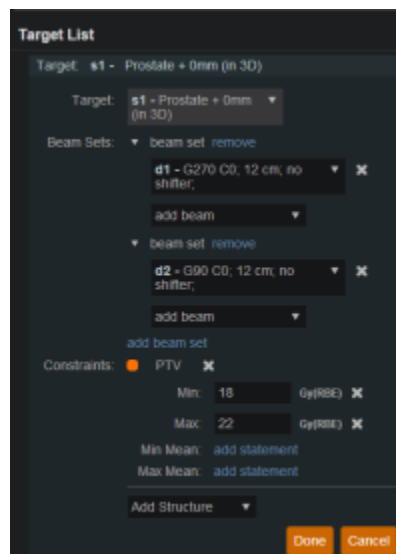 Target List
Target: s1 - Prostate + 0mm (in 3D)
Target: s1 - Prostate + 0mm
(in 3D)
Beam Sets: beam set remove
d1 - G270 C0; 12 cm; no
shifter;
add beam
beam set remove
d2 - G90 C0; 12 cm; no
shifter;
add beam
add beam set
Constraints: PTV
Min: 18 Gy(RBE)
Max: 22 Gy(RBE)
Min Mean: add statement
Max Mean: add statement
Add Structure
Done Cancel